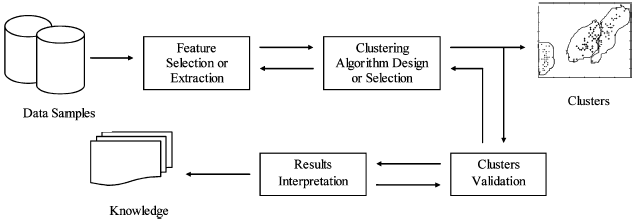 Feature
Selection or
Extraction
Clustering
Algorithm Design
or Selection
Data Samples
Clusters
Results
Interpretation
Clusters
Validation
Knowledge